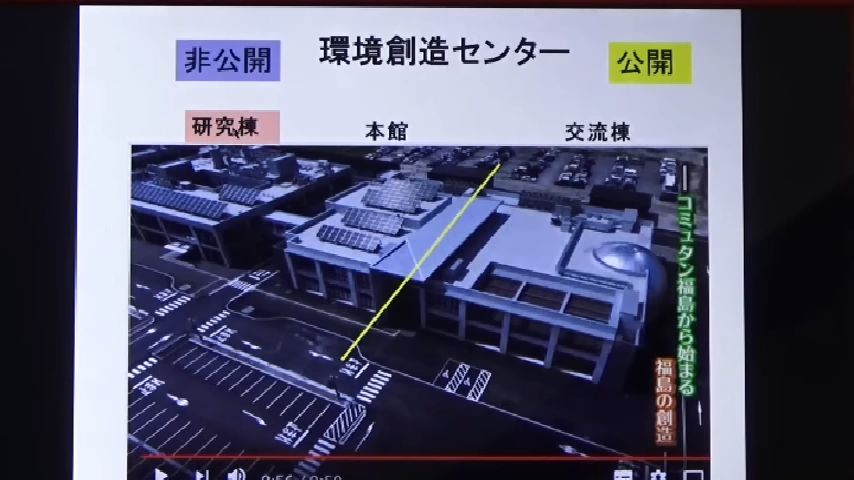 環境創造センター
非公開
公開
研究棟
本館
交流棟
コミュタン福島から始まる
福島の創造